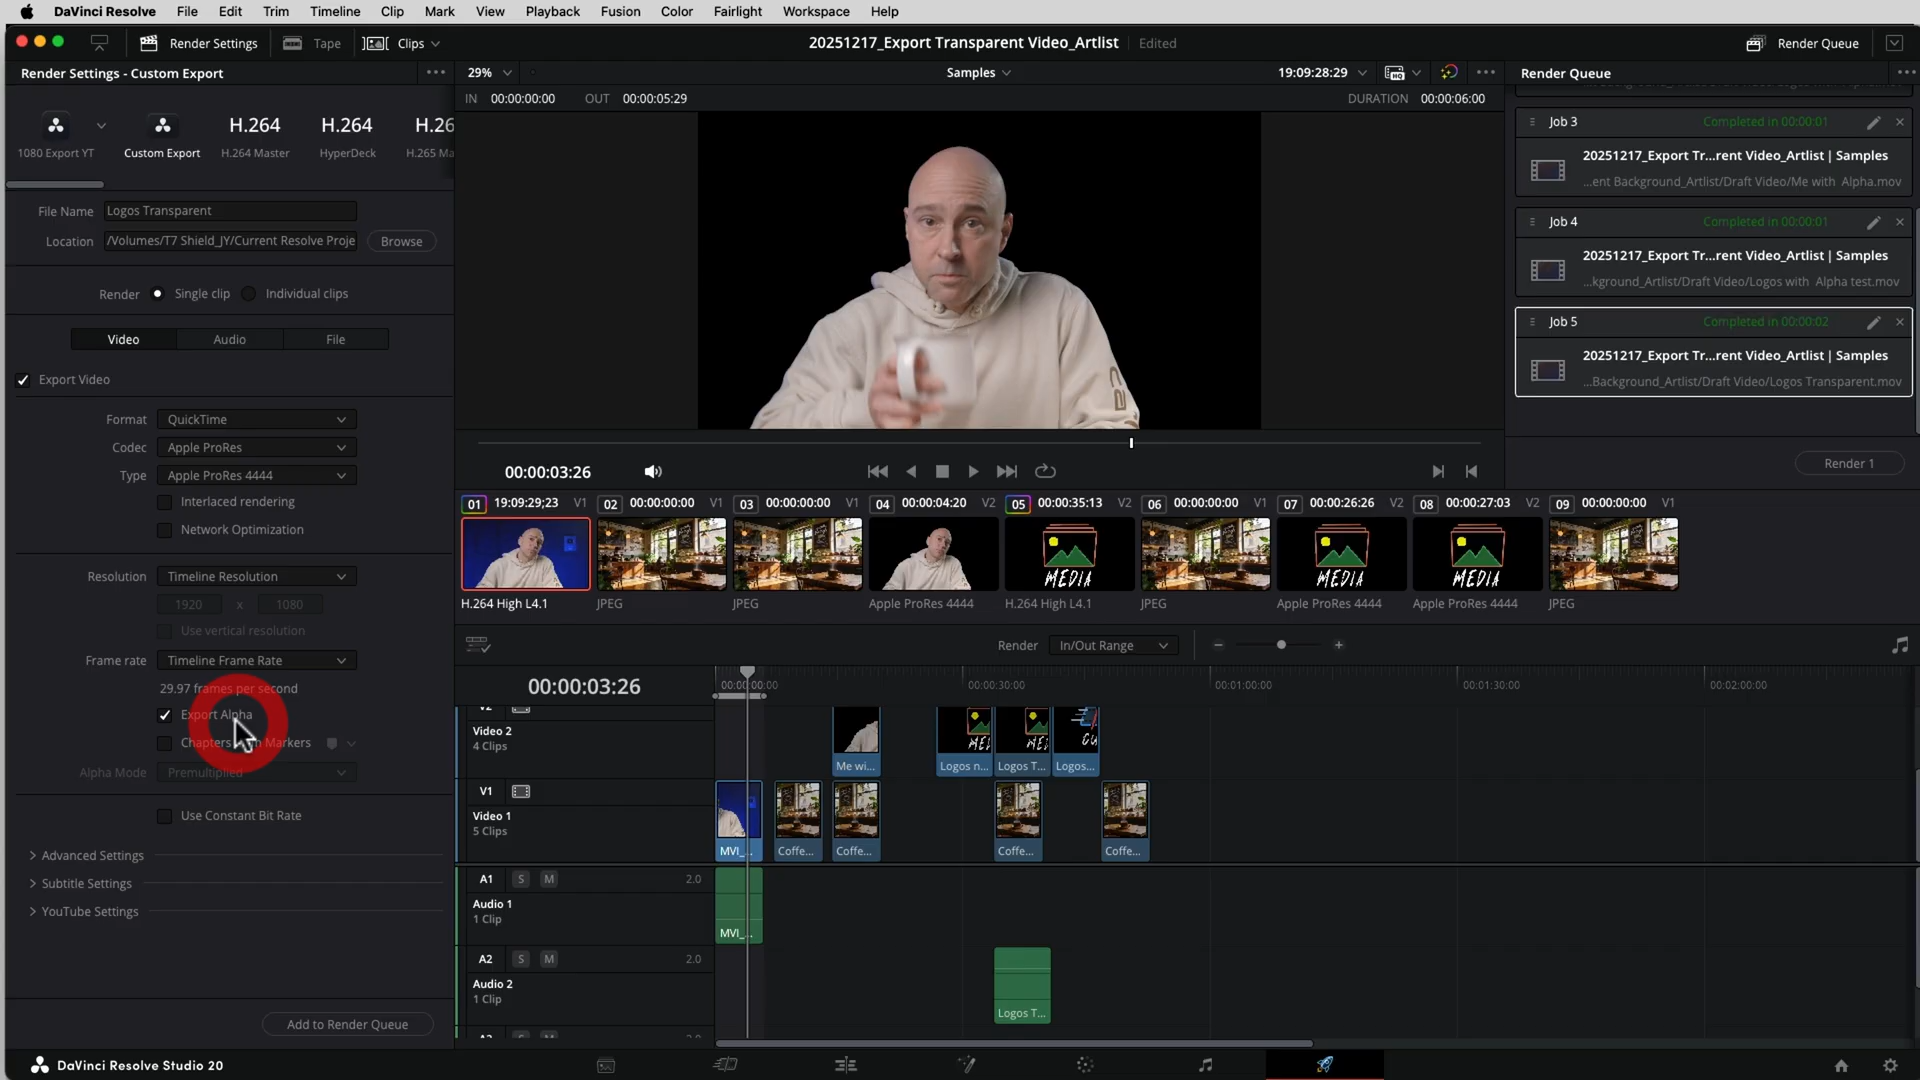 DaVinci Resolve File Edit Trim Timeline Clip Mark View Playback Fusion Color Fairlight Workspace Help
Render Settings Tape Clips 20251217_Export Transparent Video_Artlist Edited Render Queue
Render Settings - Custom Export 29% Samples 19:09:28:29 Render Queue
IN 00:00:00:00 OUT 00:00:05:29 DURATION 00:00:06:00
H.264 H.264 H.26
1080 Export YT Custom Export H.264 Master HyperDeck H.265 Ma
File Name Logos Transparent
Location /Volumes/T7 Shield_JY/Current Resolve Proje Browse
Render Single clip Individual clips
Video Audio File
Export Video
Format QuickTime
Codec Apple ProRes
Type Apple ProRes 4444
Interlaced rendering
Network Optimization
Resolution Timeline Resolution
1920 x 1080
Use vertical resolution
Frame rate Timeline Frame Rate
29.97 frames per second
Export Alpha
Chapters Markers
Alpha Mode Premultiplied
Use Constant Bit Rate
Advanced Settings
Subtitle Settings
YouTube Settings
Add to Render Queue
Job 3 Completed in 00:00:01
20251217_Export Tr...rent Video_Artlist | Samples
...ent Background_Artlist/Draft Video/Me with Alpha.mov
Job 4 Completed in 00:00:01
20251217_Export Tr...rent Video_Artlist | Samples
...kground_Artlist/Draft Video/Logos with Alpha test.mov
Job 5 Completed in 00:00:02
20251217_Export Tr...rent Video_Artlist | Samples
...Background_Artlist/Draft Video/Logos Transparent.mov
Render 1
00:00:03:26
01 19:09:29;23 V1 02 00:00:00:00 V1 03 00:00:00:00 V1 04 00:00:04:20 V2 05 00:00:35:13 V2 06 00:00:00:00 V1 07 00:00:26:26 V2 08 00:00:27:03 V2 09 00:00:00:00 V1
MEDIA MEDIA MEDIA
H.264 High L4.1 JPEG JPEG Apple ProRes 4444 H.264 High L4.1 JPEG Apple ProRes 4444 Apple ProRes 4444 JPEG
Render In/Out Range
00:00:03:26 00:00:00:00 00:00:30:00 00:01:00:00 00:01:30:00 00:02:00:00
V2
Video 2
4 Clips
Me wi... Logos n... Logos T... Logos...
V1
Video 1
5 Clips
MVI_... Coffe... Coffe... Coffe... Coffe...
A1 S M 2.0
Audio 1
1 Clip
MVI_...
A2 S M 2.0
Audio 2
1 Clip
Logos T...
DaVinci Resolve Studio 20